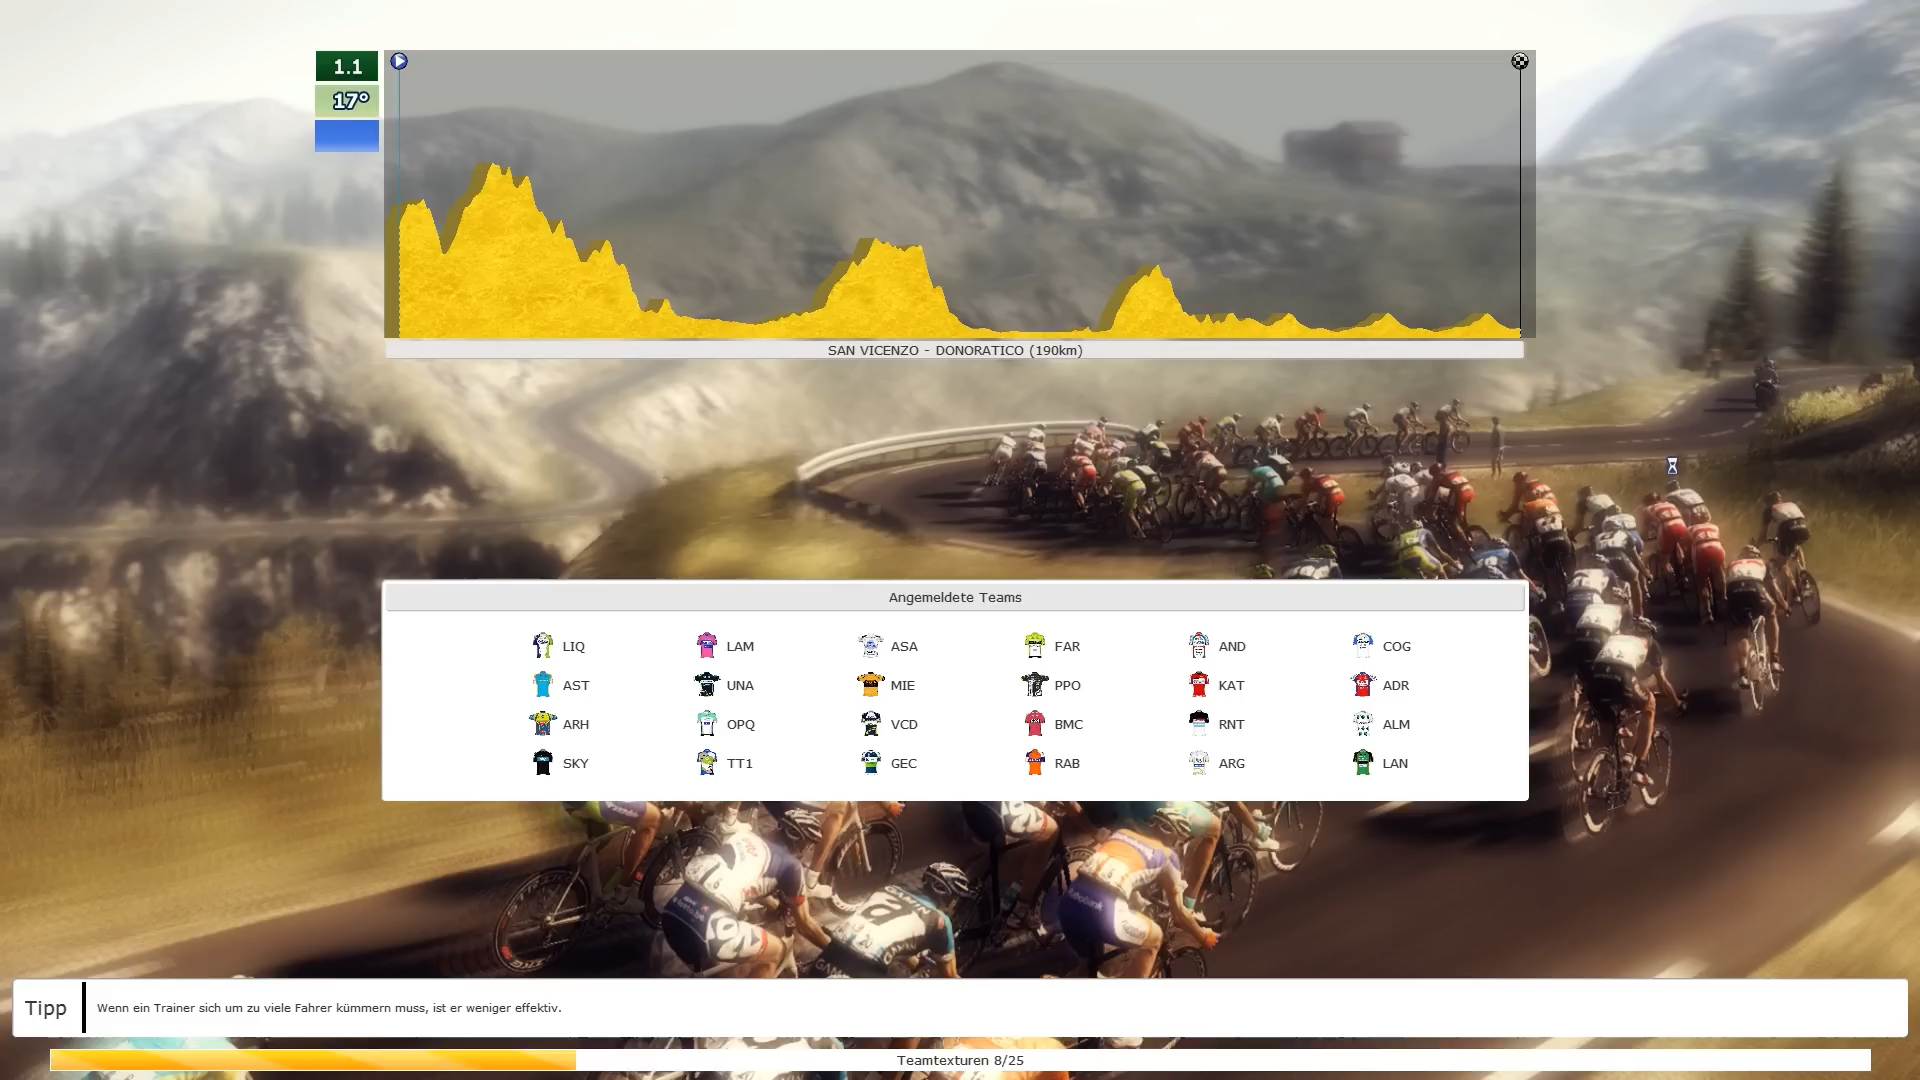 1.1
17°
SAN VICENZO - DONORATICO (190km)
Angemeldete Teams
LIQ LAM ASA FAR AND COG
AST UNA MIE PPO KAT ADR
ARH OPQ VCD BMC RNT ALM
SKY TT1 GEC RAB ARG LAN
Tipp
Wenn ein Trainer sich um zu viele Fahrer kümmern muss, ist er weniger effektiv.
Teamtexturen 8/25